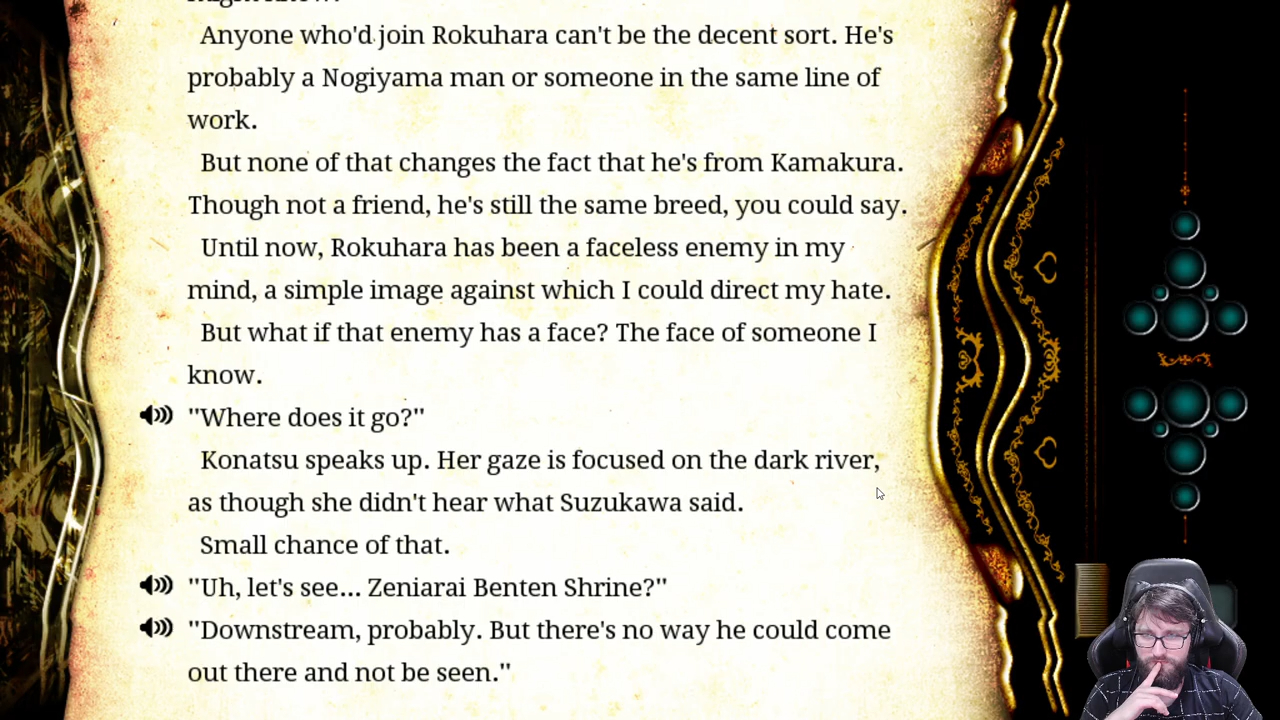 Anyone who'd join Rokuhara can't be the decent sort. He's
probably a Nogiyama man or someone in the same line of
work.
But none of that changes the fact that he's from Kamakura.
Though not a friend, he's still the same breed, you could say.
Until now, Rokuhara has been a faceless enemy in my
mind, a simple image against which I could direct my hate.
But what if that enemy has a face? The face of someone I
know.
"Where does it go?"
Konatsu speaks up. Her gaze is focused on the dark river,
as though she didn't hear what Suzukawa said.
Small chance of that.
"Uh, let's see... Zeniarai Benten Shrine?"
"Downstream, probably. But there's no way he could come
out there and not be seen."